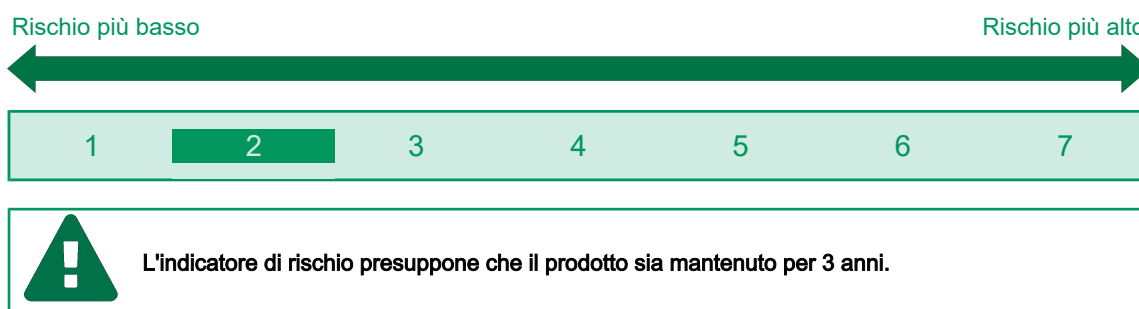 Rischio più basso Rischio più alto
1 2 3 4 5 6 7
L'indicatore di rischio presuppone che il prodotto sia mantenuto per 3 anni.